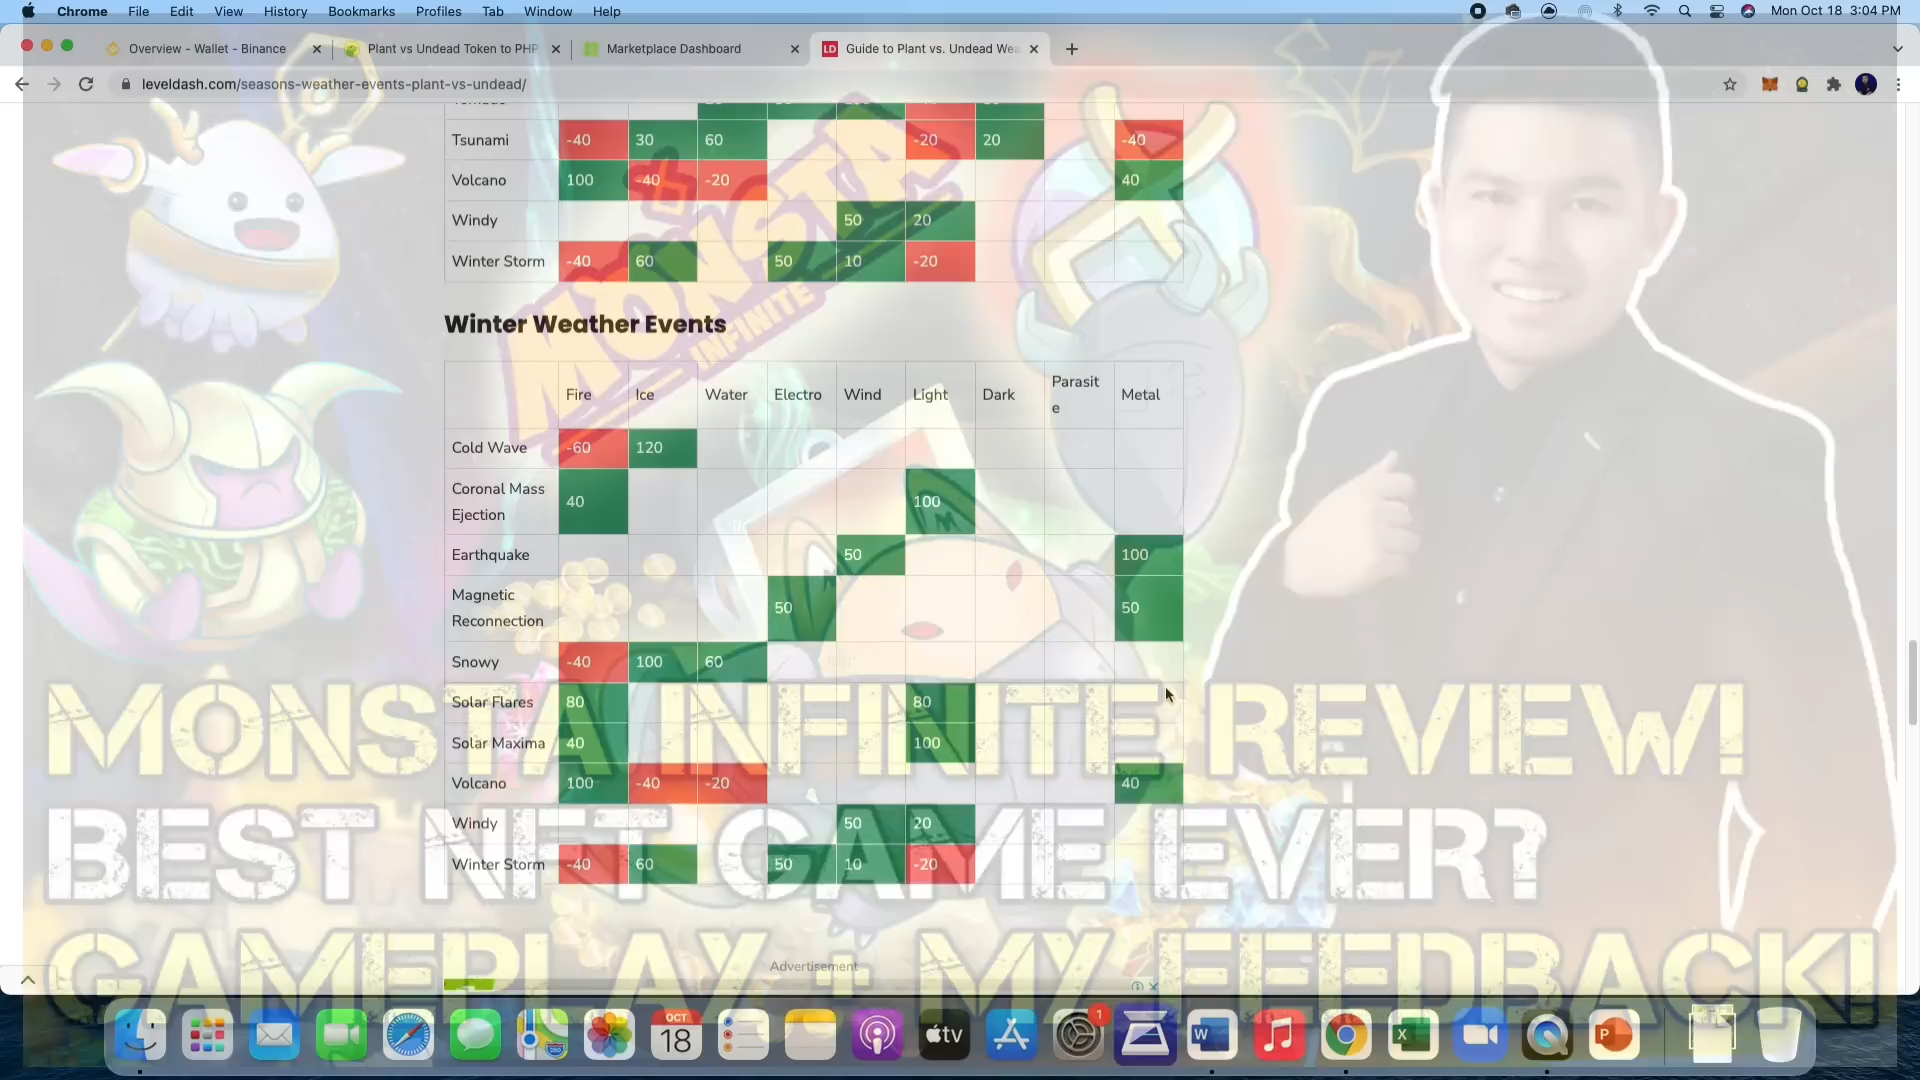 Chrome File Edit View History Bookmarks Profiles Tab Window Help Mon Oct 18 3:04 PM
Overview - Wallet - Binance Plant vs Undead Token to PHP Marketplace Dashboard LD Guide to Plant vs. Undead Wea
leveldash.com/seasons-weather-events-plant-vs-undead/
Tsunami -40 30 60 -20 20 -40
Volcano 100 -40 -20 40
Windy 50 20
Winter Storm -40 60 50 10 -20
MONSTA
INFINITE
Winter Weather Events
Fire Ice Water Electro Wind Light Dark Parasit
e Metal
Cold Wave -60 120
Coronal Mass
Ejection 40 100
Earthquake 50 100
Magnetic
Reconnection 50 50
Snowy -40 100 60
Solar Flares 80 80
Solar Maxima 40 100
Volcano 100 -40 -20 40
Windy 50 20
Winter Storm -40 60 50 10 -20
MONSTA INFINITE REVIEW!
BEST NFT GAME EVER?
GAMEPLAY + MY FEEDBACK!
Advertisement
OCT
18
tv
1
W
X
P